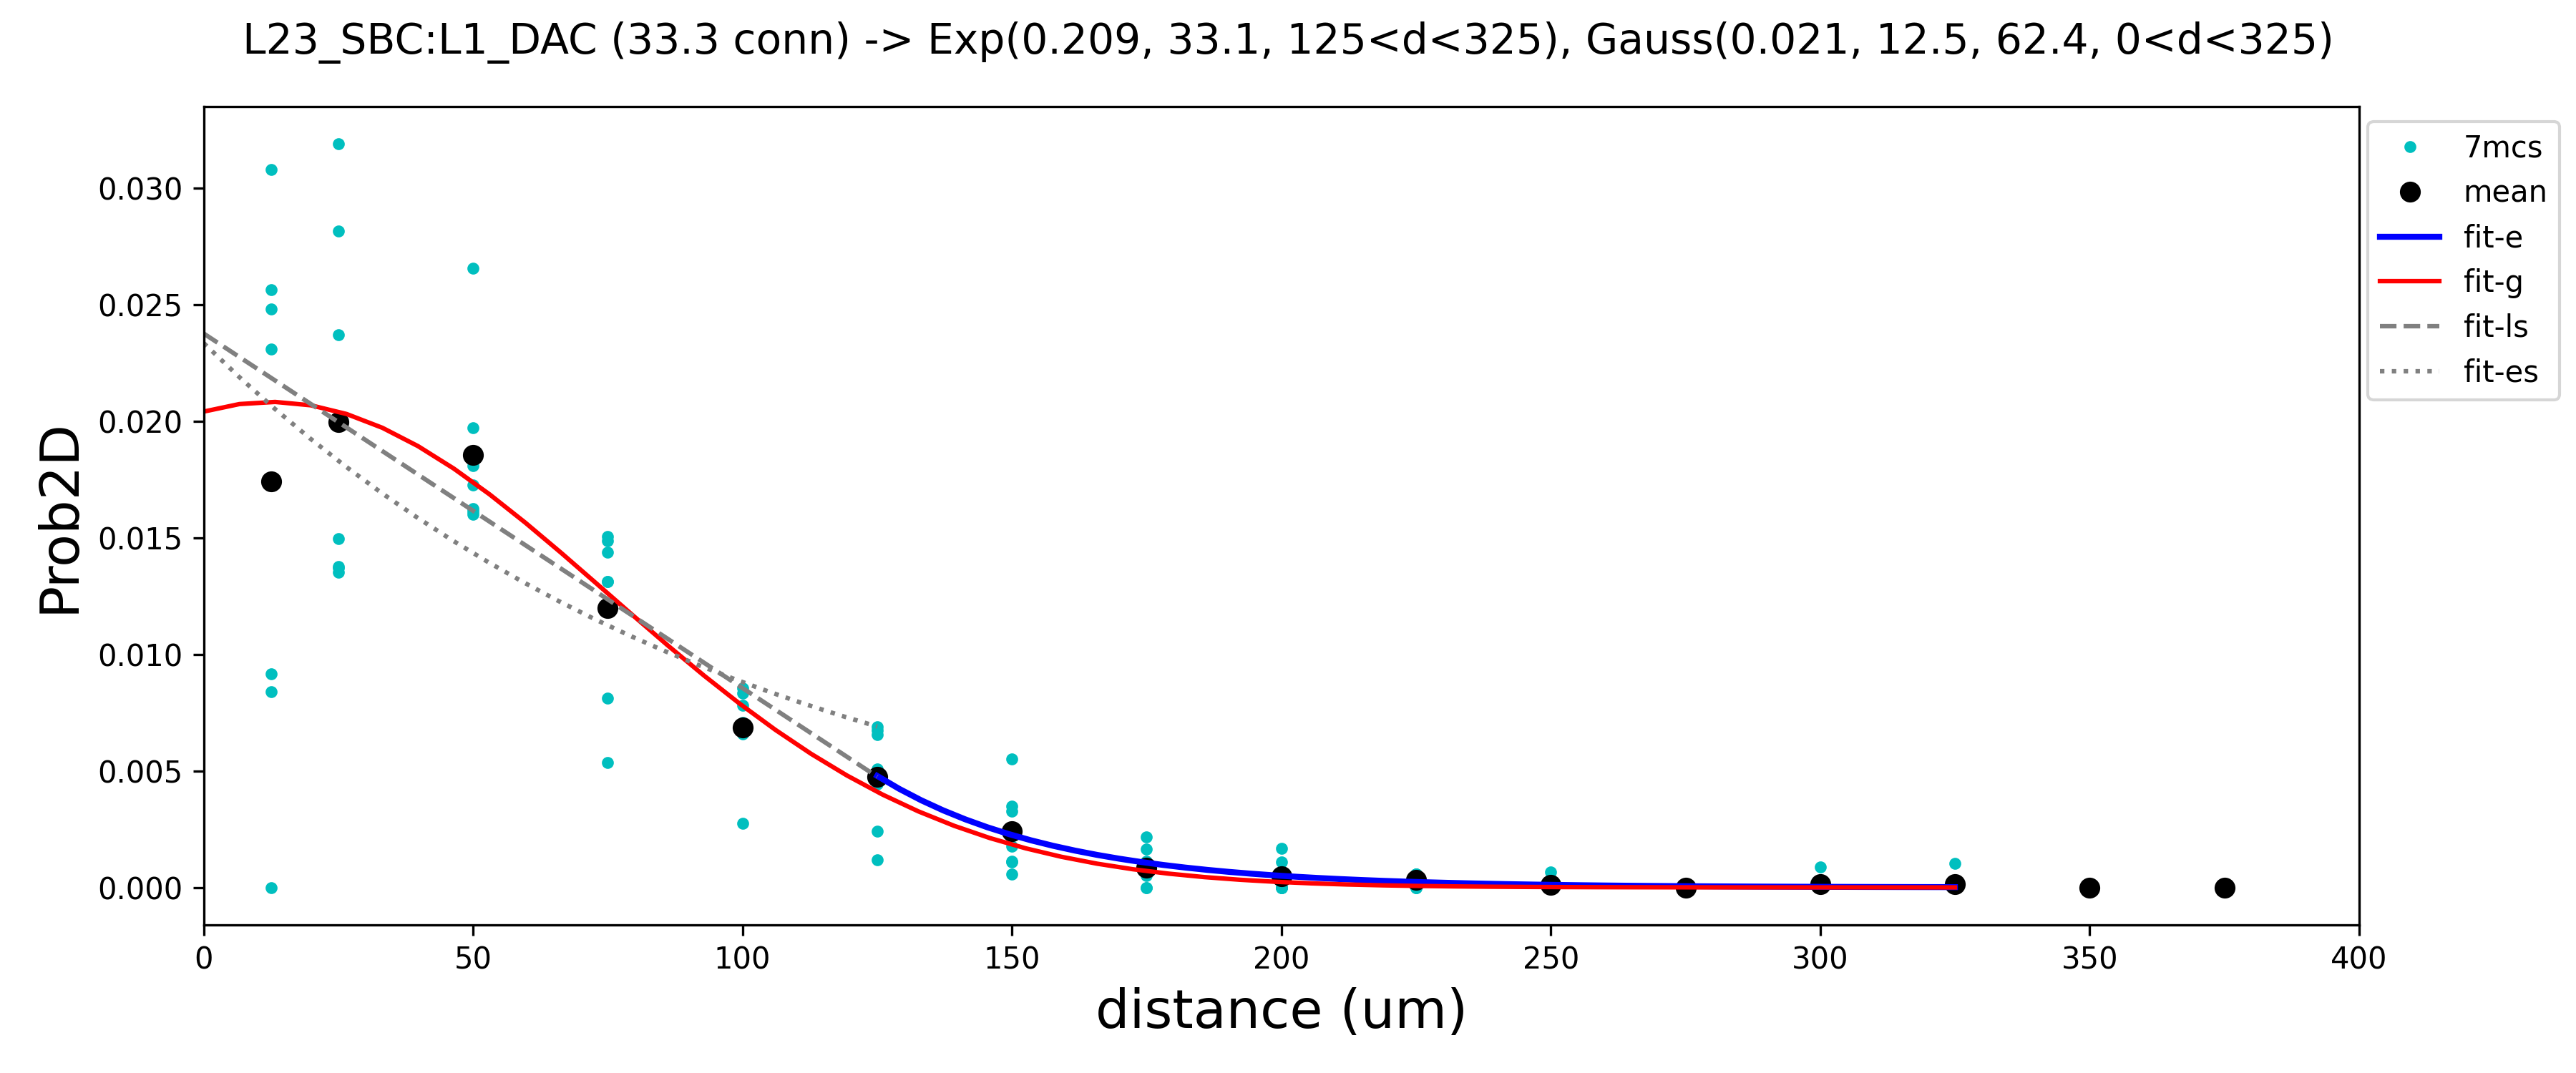 L23_SBC:L1_DAC (33.3 conn) -> Exp(0.209, 33.1, 125<d<325), Gauss(0.021, 12.5, 62.4, 0<d<325)
0.030
0.025
0.020
0.015
0.010
0.005
0.000
Prob2D
0 50 100 150 200 250 300 350 400
distance (um)
7mcs
mean
fit-e
fit-g
fit-ls
fit-es